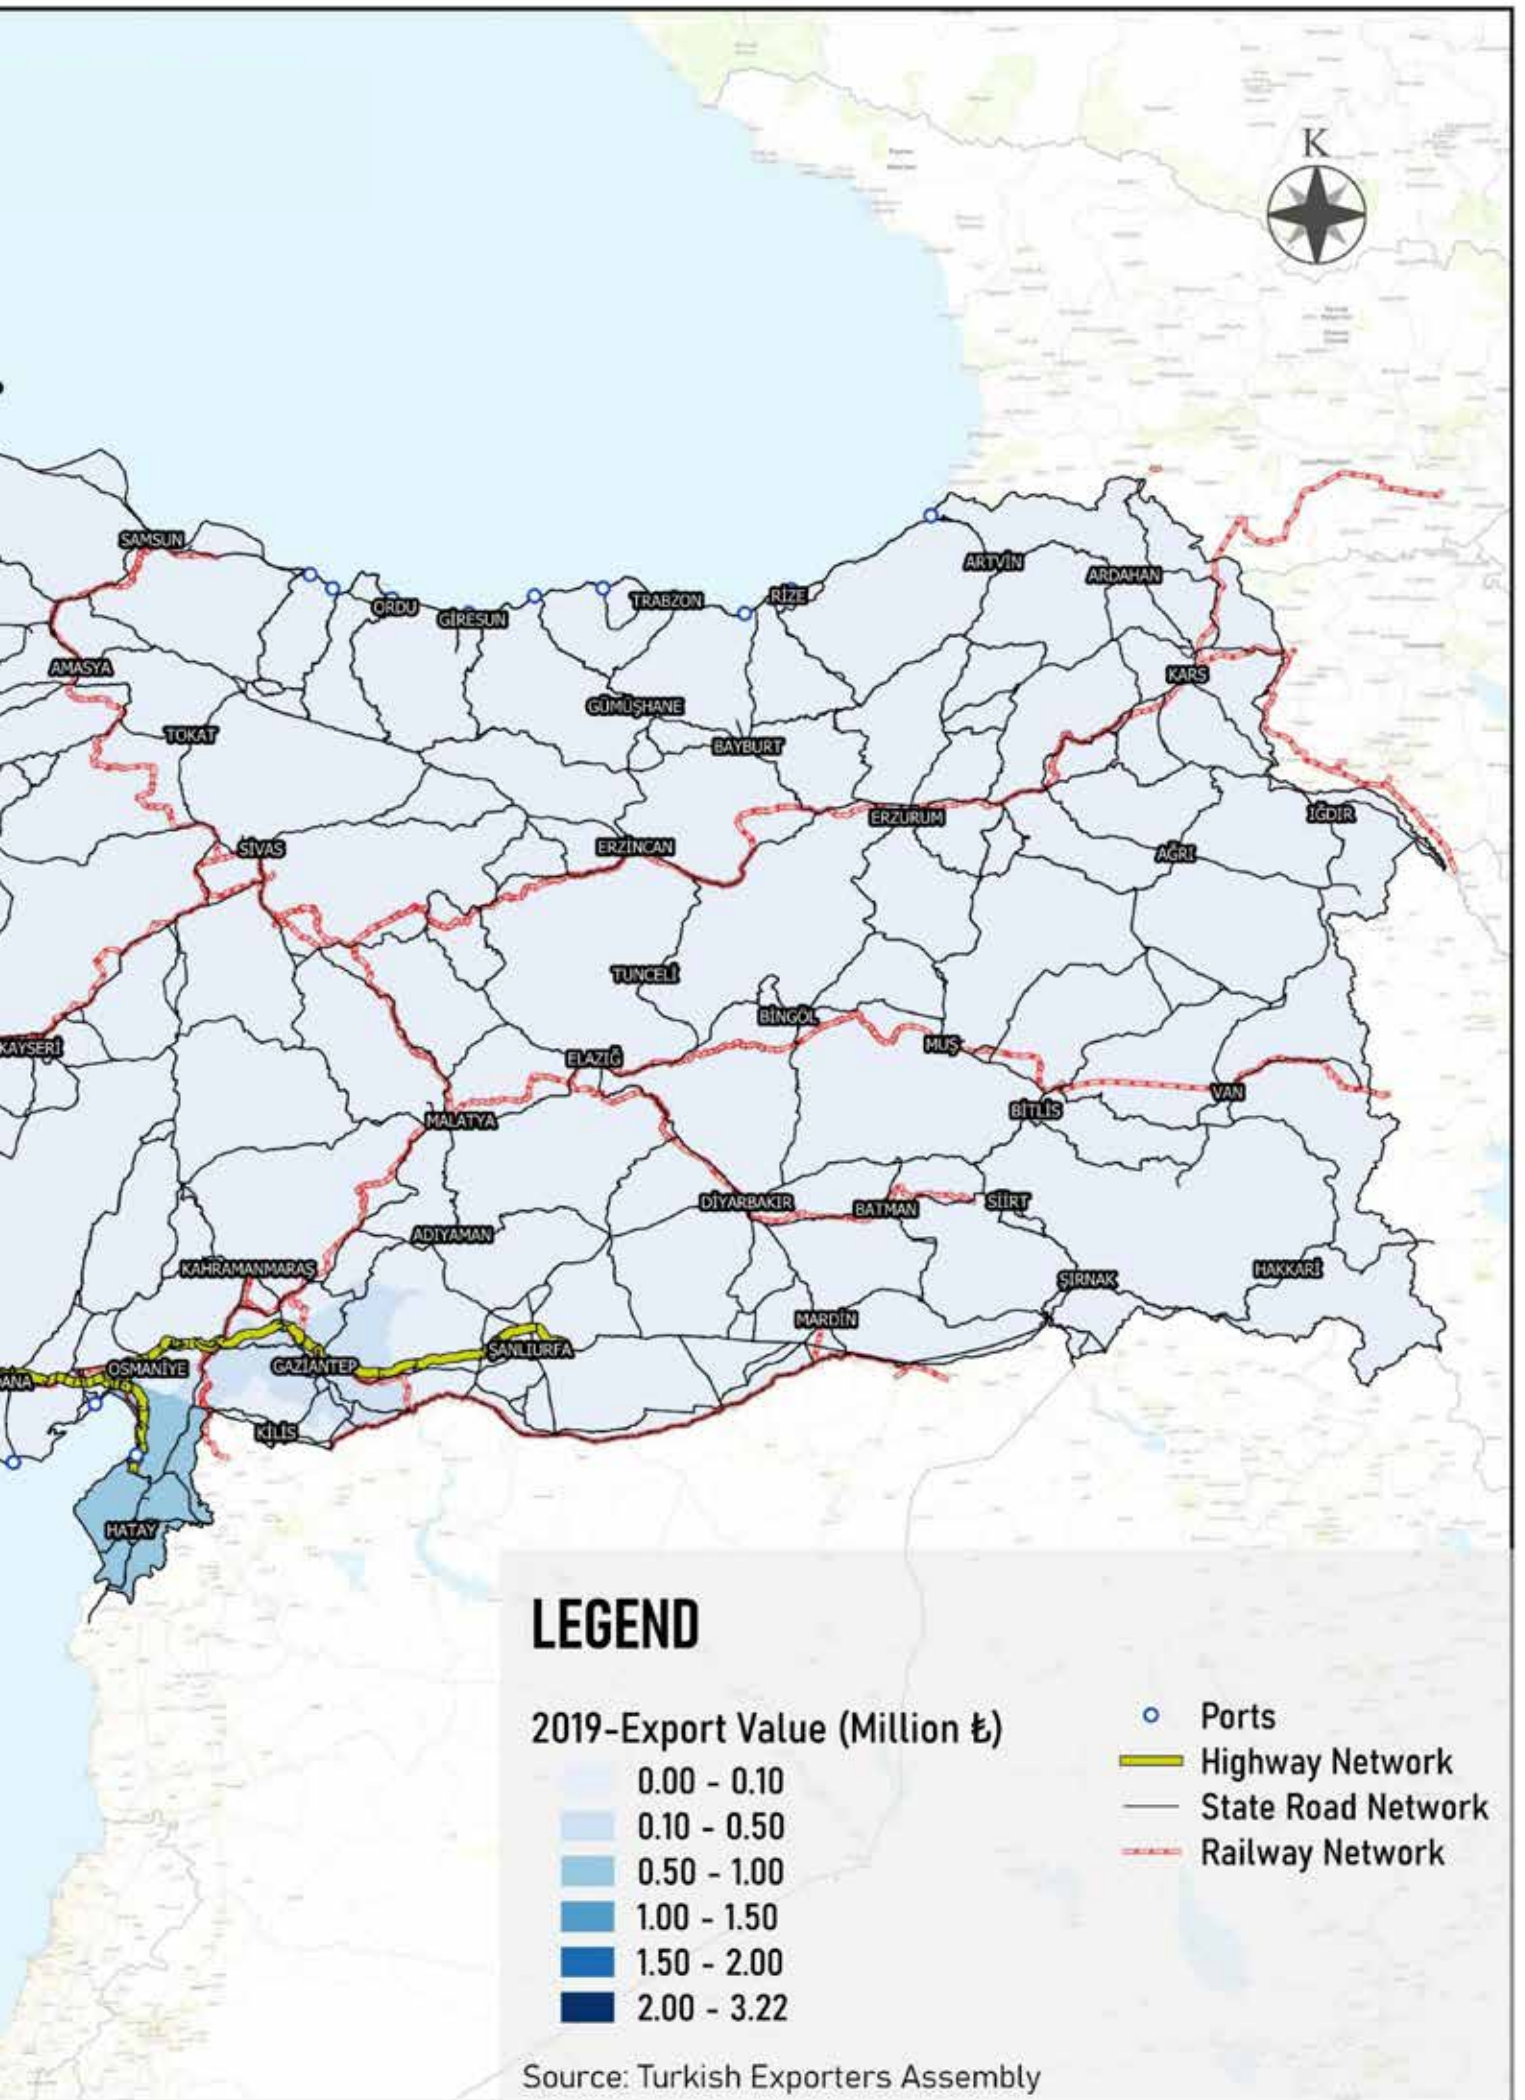 K
SAMSUN
ORDU
GİRESUN
TRABZON
RİZE
ARTVİN
ARDAHAN
AMASYA
KARS
TOKAT
GÜMÜŞHANE
BAYBURT
SİVAS
ERZİNCAN
ERZURUM
IĞDIR
AĞRI
TUNCELİ
BİNGÖL
KAYSERİ
ELAZIĞ
MUŞ
VAN
MALATYA
BİTLİS
DİYARBAKIR
BATMAN
SİİRT
ADIYAMAN
KAHRAMANMARAŞ
ŞIRNAK
HAKKARİ
MARDİN
ŞANLIURFA
ANA
OSMANİYE
GAZİANTEP
KİLİS
HATAY
LEGEND
2019-Export Value (Million ₺)
0.00 - 0.10
0.10 - 0.50
0.50 - 1.00
1.00 - 1.50
1.50 - 2.00
2.00 - 3.22
Ports
Highway Network
State Road Network
Railway Network
Source: Turkish Exporters Assembly